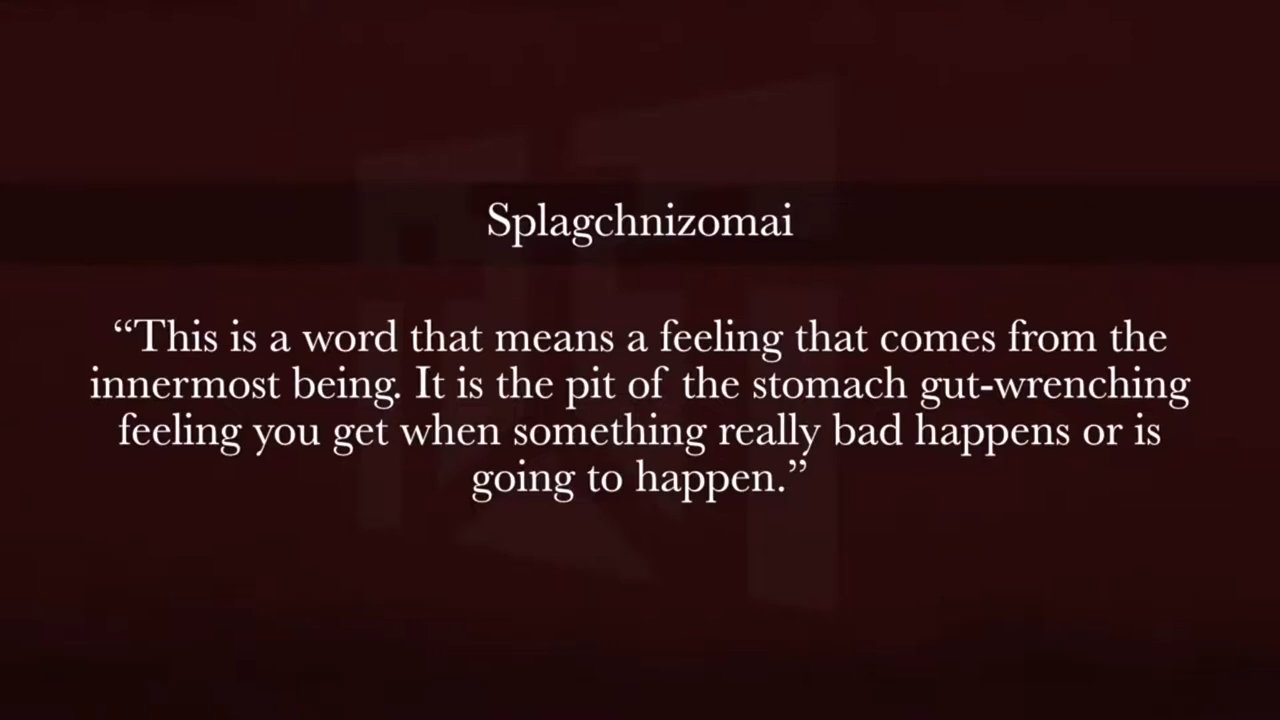 Splagchnizomai
“This is a word that means a feeling that comes from the
innermost being. It is the pit of the stomach gut-wrenching
feeling you get when something really bad happens or is
going to happen.”